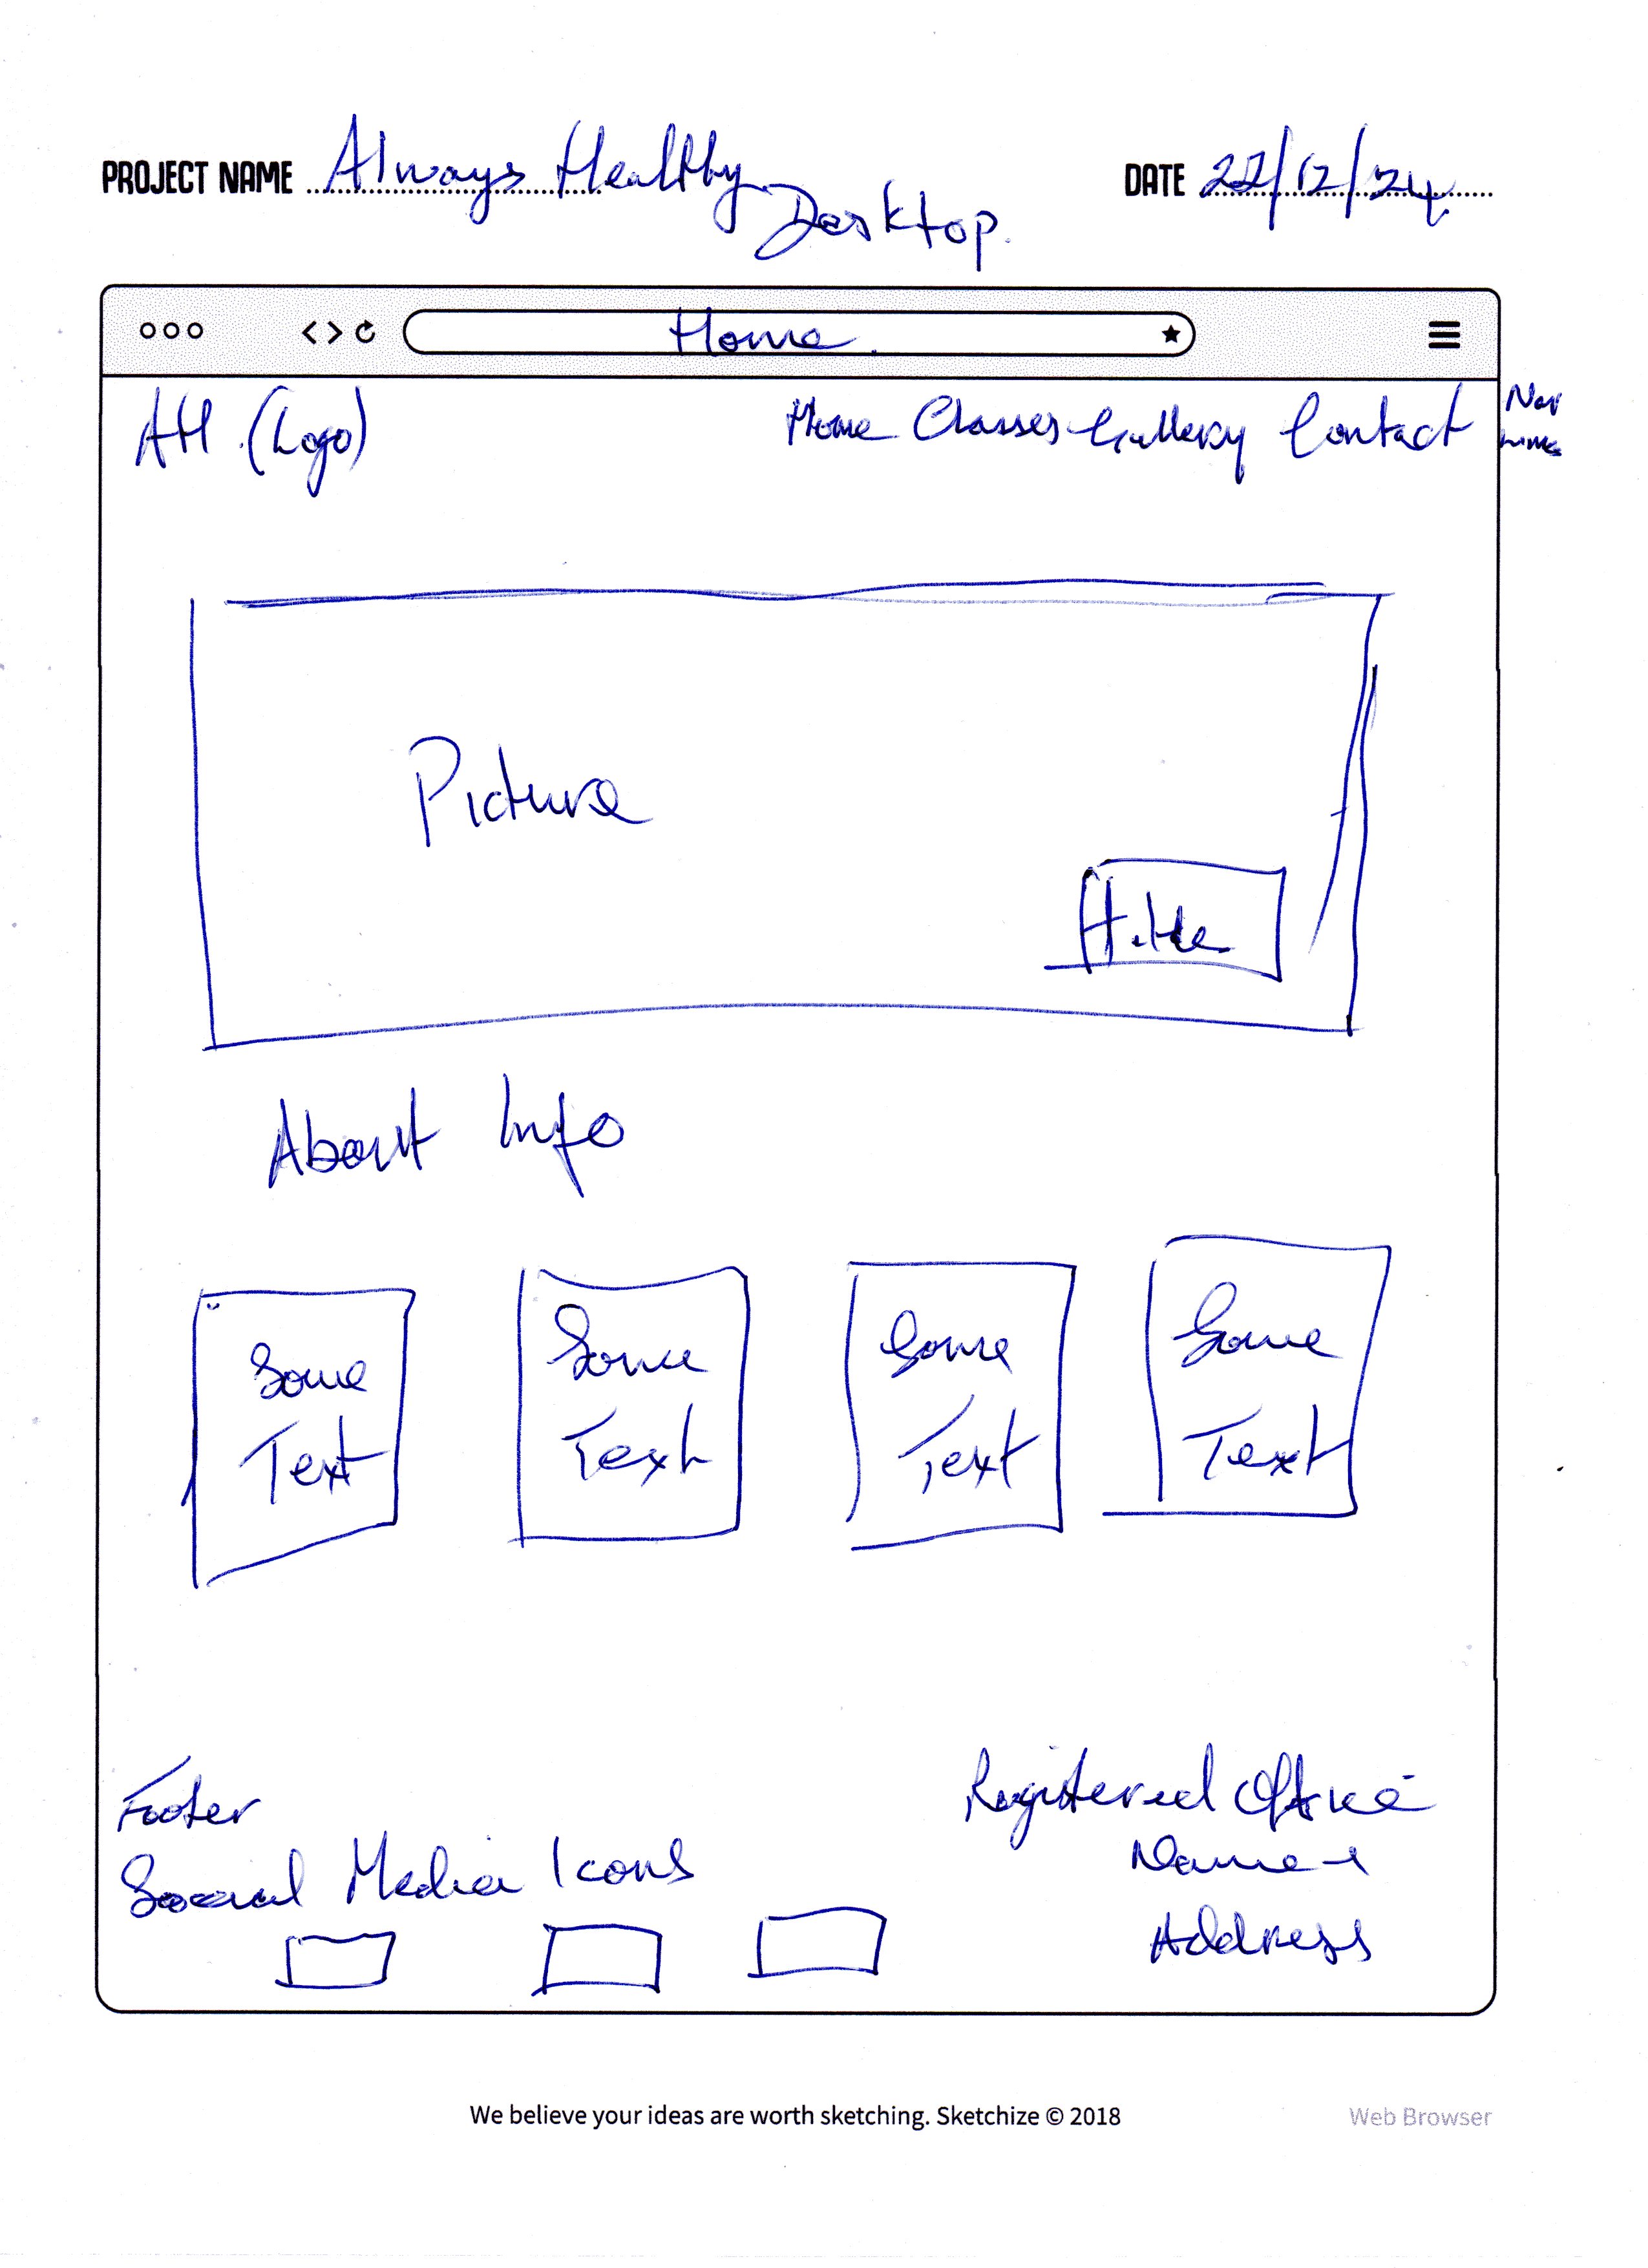 PROJECT NAME Always Healthy
Desktop.
DATE 22/12/24
Home.
AH (Logo)
Home Classes Gallery Contact
Nav
Picture
Title
About Info
Some
Text
Some
Text
Some
Text
Some
Text
Footer
Social Media Icons
Registered Office
Name
Address
We believe your ideas are worth sketching. Sketchize © 2018
Web Browser